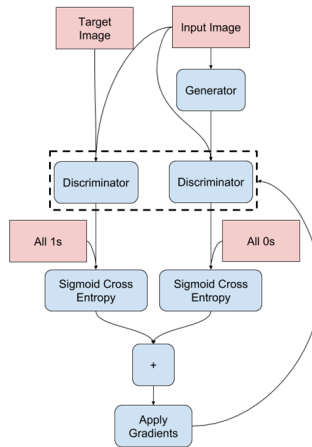 Target
Image
Input Image
Generator
Discriminator
Discriminator
All 1s
All 0s
Sigmoid Cross
Entropy
Sigmoid Cross
Entropy
+
Apply
Gradients